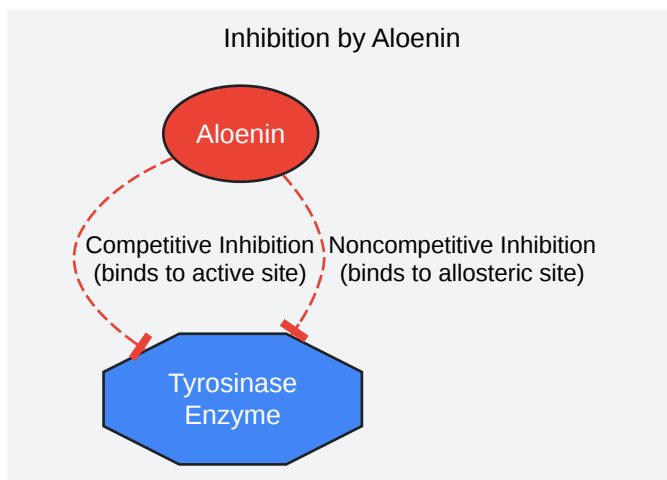 Inhibition by Aloenin
Aloenin
Competitive Inhibition
(binds to active site)
Noncompetitive Inhibition
(binds to allosteric site)
Tyrosinase
Enzyme